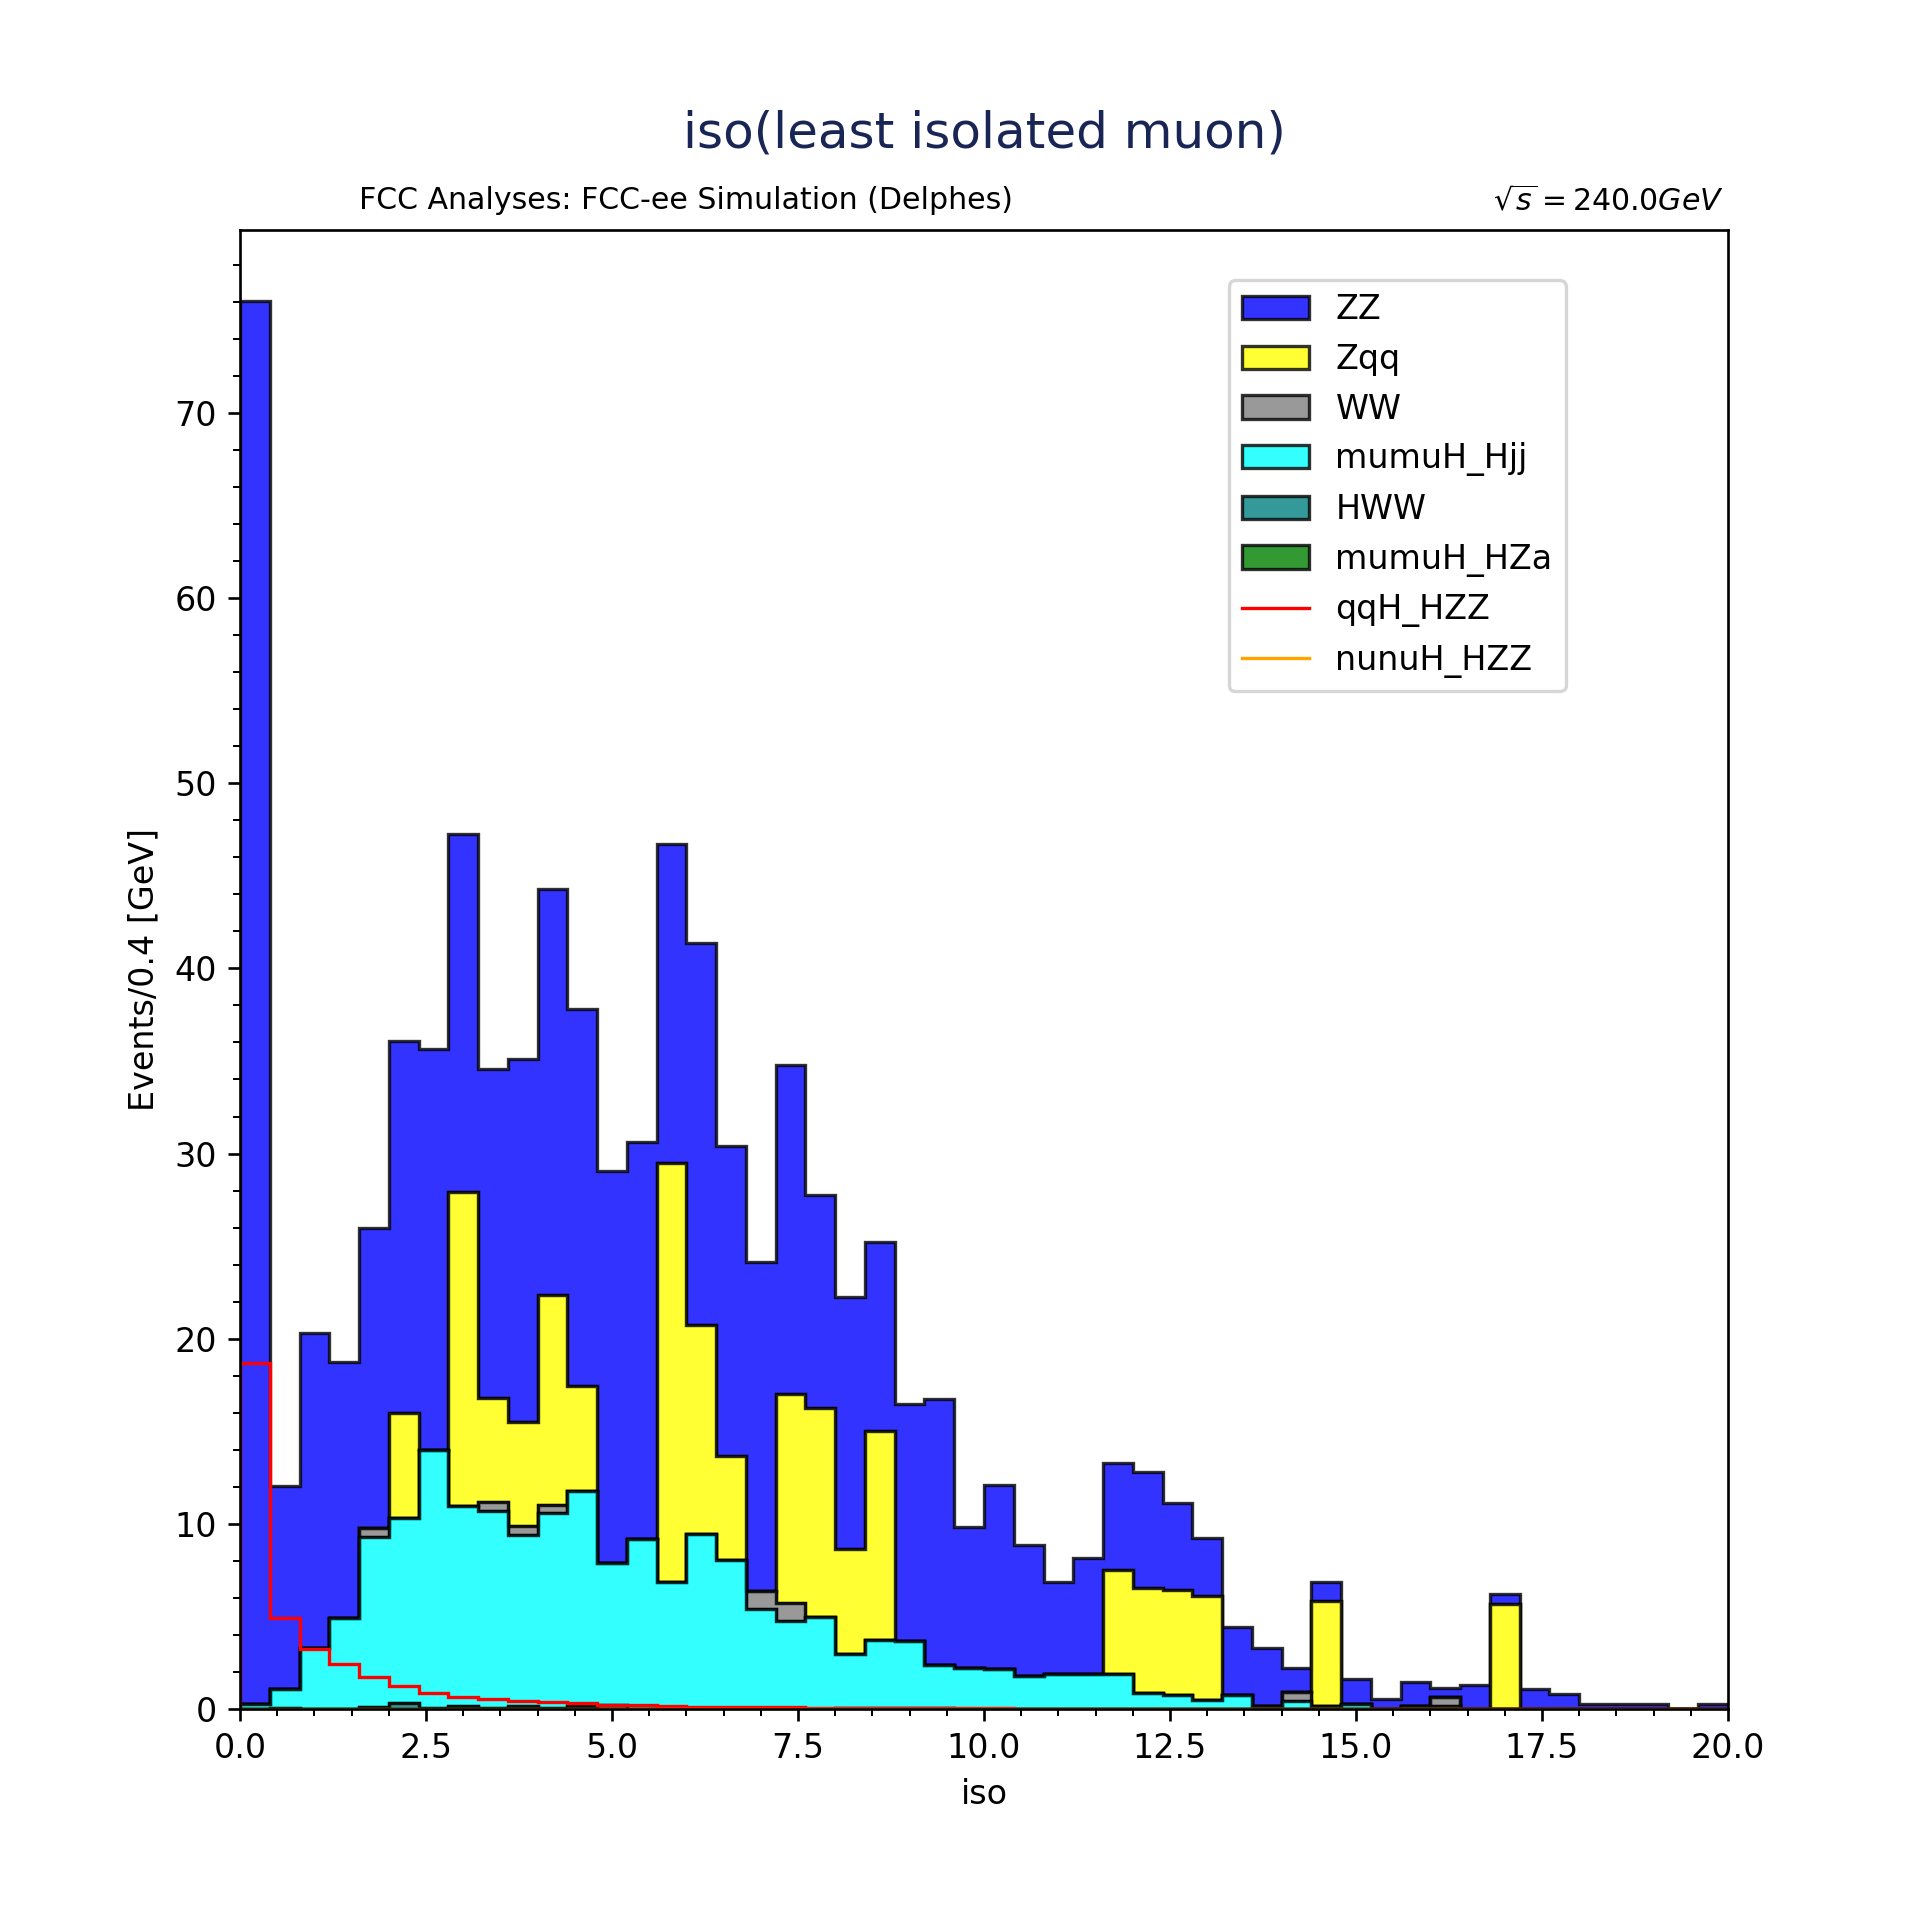 iso(least isolated muon)
FCC Analyses: FCC-ee Simulation (Delphes)
√s = 240.0GeV
ZZ
Zqq
WW
mumuH_Hjj
HWW
mumuH_HZa
qqH_HZZ
nunuH_HZZ
Events/0.4 [GeV]
70
60
50
40
30
20
10
0
0.0 2.5 5.0 7.5 10.0 12.5 15.0 17.5 20.0
iso